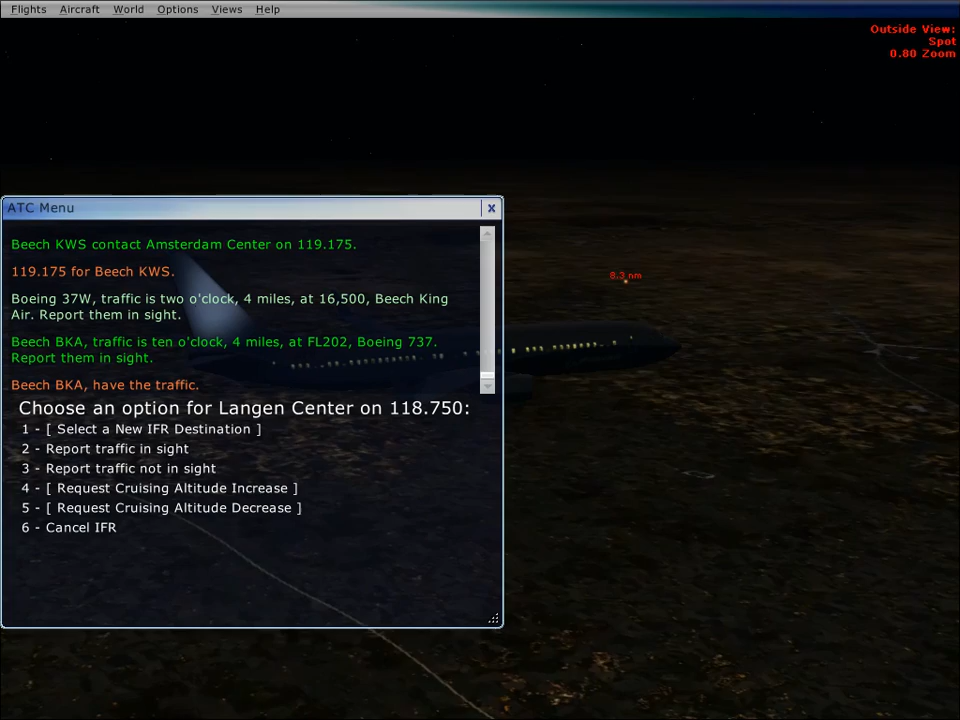 Flights Aircraft World Options Views Help
Outside View:
Spot
0.80 Zoom
ATC Menu
x
Beech KWS contact Amsterdam Center on 119.175.
119.175 for Beech KWS.
Boeing 37W, traffic is two o'clock, 4 miles, at 16,500, Beech King
Air. Report them in sight.
8.3 nm
Beech BKA, traffic is ten o'clock, 4 miles, at FL202, Boeing 737.
Report them in sight.
Beech BKA, have the traffic.
Choose an option for Langen Center on 118.750:
1 - [ Select a New IFR Destination ]
2 - Report traffic in sight
3 - Report traffic not in sight
4 - [ Request Cruising Altitude Increase ]
5 - [ Request Cruising Altitude Decrease ]
6 - Cancel IFR